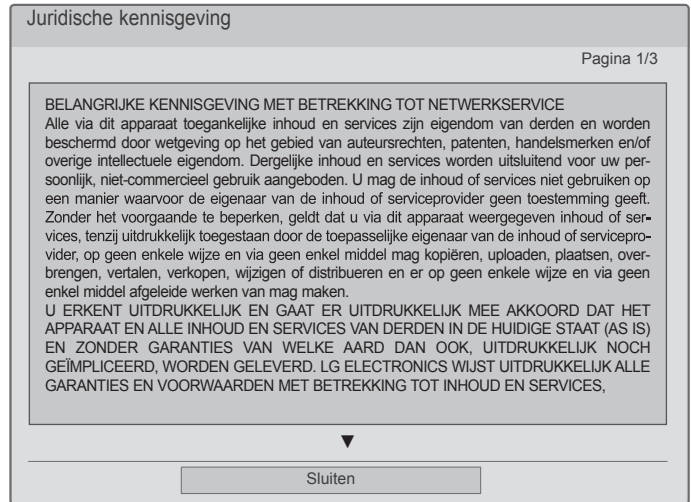 Juridische kennisgeving
Pagina 1/3
BELANGRIJKE KENNISGEVING MET BETREKKING TOT NETWERKSERVICE
Alle via dit apparaat toegankelijke inhoud en services zijn eigendom van derden en worden
beschermd door wetgeving op het gebied van auteursrechten, patenten, handelsmerken en/of
overige intellectuele eigendom. Dergelijke inhoud en services worden uitsluitend voor uw per-
soonlijk, niet-commercieel gebruik aangeboden. U mag de inhoud of services niet gebruiken op
een manier waarvoor de eigenaar van de inhoud of serviceprovider geen toestemming geeft.
Zonder het voorgaande te beperken, geldt dat u via dit apparaat weergegeven inhoud of ser-
vices, tenzij uitdrukkelijk toegestaan door de toepasselijke eigenaar van de inhoud of servicepro-
vider, op geen enkele wijze en via geen enkel middel mag kopiëren, uploaden, plaatsen, over-
brengen, vertalen, verkopen, wijzigen of distribueren en er op geen enkele wijze en via geen
enkel middel afgeleide werken van mag maken.
U ERKENT UITDRUKKELIJK EN GAAT ER UITDRUKKELIJK MEE AKKOORD DAT HET
APPARAAT EN ALLE INHOUD EN SERVICES VAN DERDEN IN DE HUIDIGE STAAT (AS IS)
EN ZONDER GARANTIES VAN WELKE AARD DAN OOK, UITDRUKKELIJK NOCH
GEÏMPLICEERD, WORDEN GELEVERD. LG ELECTRONICS WIJST UITDRUKKELIJK ALLE
GARANTIES EN VOORWAARDEN MET BETREKKING TOT INHOUD EN SERVICES,
▼
Sluiten